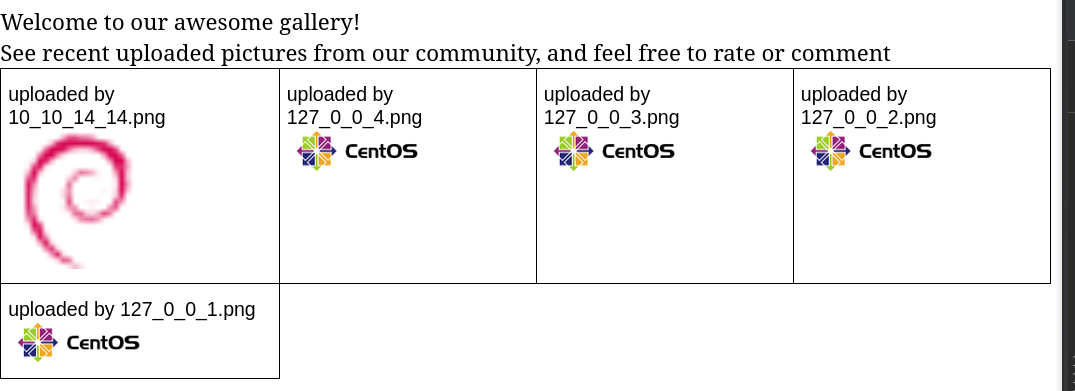 Welcome to our awesome gallery!
See recent uploaded pictures from our community, and feel free to rate or comment
uploaded by
10_10_14_14.png
uploaded by
127_0_0_4.png
CentOS
uploaded by
127_0_0_3.png
CentOS
uploaded by
127_0_0_2.png
CentOS
uploaded by 127_0_0_1.png
CentOS